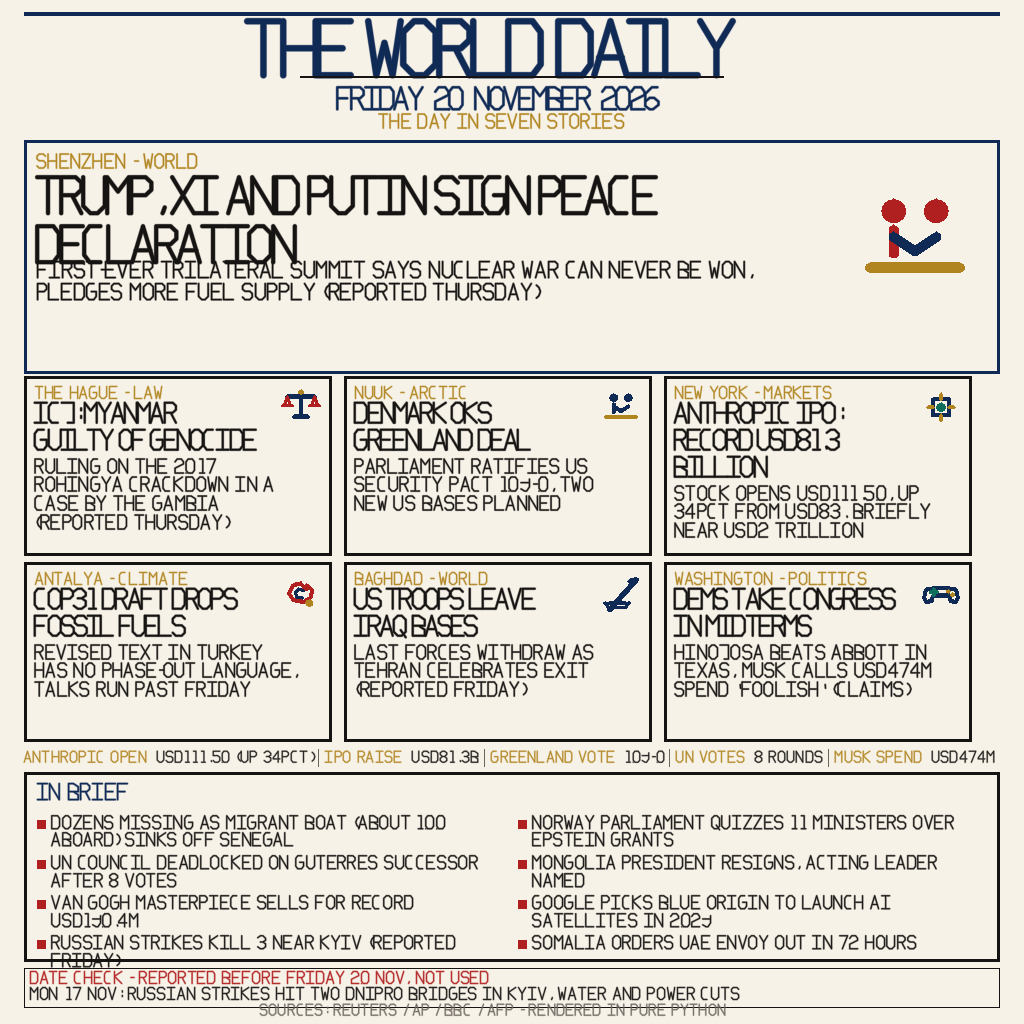 THE WORLD DAILY
FRIDAY 20 NOVEMBER 2026
THE DAY IN SEVEN STORIES
SHENZHEN - WORLD
TRUMP, XI AND PUTIN SIGN PEACE
DECLARATION
FIRST-EVER TRILATERAL SUMMIT SAYS NUCLEAR WAR CAN NEVER BE WON,
PLEDGES MORE FUEL SUPPLY (REPORTED THURSDAY)
THE HAGUE - LAW
ICJ: MYANMAR
GUILTY OF GENOCIDE
RULING ON THE 2017
ROHINGYA CRACKDOWN IN A
CASE BY THE GAMBIA
(REPORTED THURSDAY)
NUUK - ARCTIC
DENMARK OKS
GREENLAND DEAL
PARLIAMENT RATIFIES US
SECURITY PACT 109-0, TWO
NEW US BASES PLANNED
NEW YORK - MARKETS
ANTHROPIC IPO:
RECORD USD81.3
BILLION
STOCK OPENS USD111.50, UP
34PCT FROM USD83. BRIEFLY
NEAR USD2 TRILLION
ANTALYA - CLIMATE
COP31 DRAFT DROPS
FOSSIL FUELS
REVISED TEXT IN TURKEY
HAS NO PHASE-OUT LANGUAGE,
TALKS RUN PAST FRIDAY
BAGHDAD - WORLD
US TROOPS LEAVE
IRAQ BASES
LAST FORCES WITHDRAW AS
TEHRAN CELEBRATES EXIT
(REPORTED FRIDAY)
WASHINGTON - POLITICS
DEMS TAKE CONGRESS
IN MIDTERMS
HINOJOSA BEATS ABBOTT IN
TEXAS, MUSK CALLS USD474M
SPEND 'FOOLISH' (CLAIMS)
ANTHROPIC OPEN USD111.50 (UP 34PCT) IPO RAISE USD81.3B GREENLAND VOTE 109-0 UN VOTES 8 ROUNDS MUSK SPEND USD474M
IN BRIEF
DOZENS MISSING AS MIGRANT BOAT (ABOUT 100
ABOARD) SINKS OFF SENEGAL
UN COUNCIL DEADLOCKED ON GUTERRES SUCCESSOR
AFTER 8 VOTES
VAN GOGH MASTERPIECE SELLS FOR RECORD
USD190.4M
RUSSIAN STRIKES KILL 3 NEAR KYIV (REPORTED
FRIDAY)
NORWAY PARLIAMENT QUIZZES 11 MINISTERS OVER
EPSTEIN GRANTS
MONGOLIA PRESIDENT RESIGNS, ACTING LEADER
NAMED
GOOGLE PICKS BLUE ORIGIN TO LAUNCH AI
SATELLITES IN 2029
SOMALIA ORDERS UAE ENVOY OUT IN 72 HOURS
DATE CHECK - REPORTED BEFORE FRIDAY 20 NOV, NOT USED
MON 17 NOV: RUSSIAN STRIKES HIT TWO DNIPRO BRIDGES IN KYIV, WATER AND POWER CUTS
SOURCES: REUTERS / AP / BBC / AFP - RENDERED IN PURE PYTHON